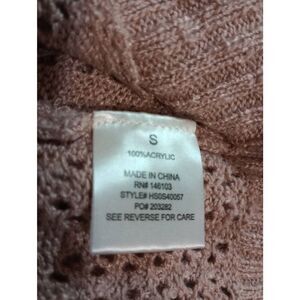 S
100%ACRYLIC
MADE IN CHINA
RN# 146103
STYLE# HS0S40057
PO# 203282
SEE REVERSE FOR CARE